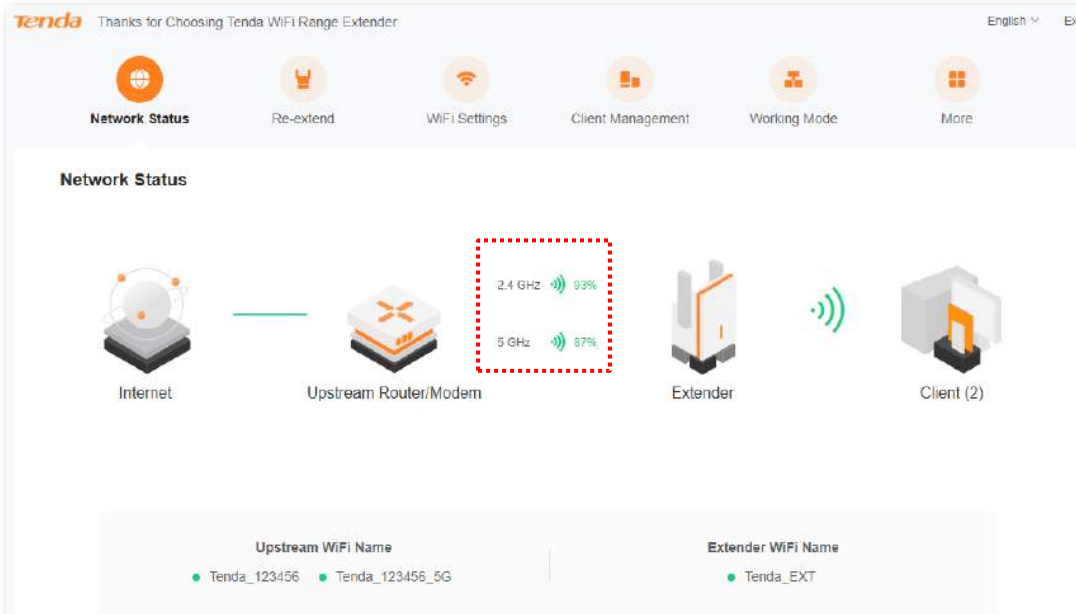 Tenda Thanks for Choosing Tenda WiFi Range Extender English
Network Status Re-extend WiFi Settings Client Management Working Mode More
Network Status
2.4 GHz 93%
5 GHz 87%
Internet Upstream Router/Modem Extender Client (2)
Upstream WiFi Name Extender WiFi Name
Tenda_123456 Tenda_123456_5G Tenda_EXT